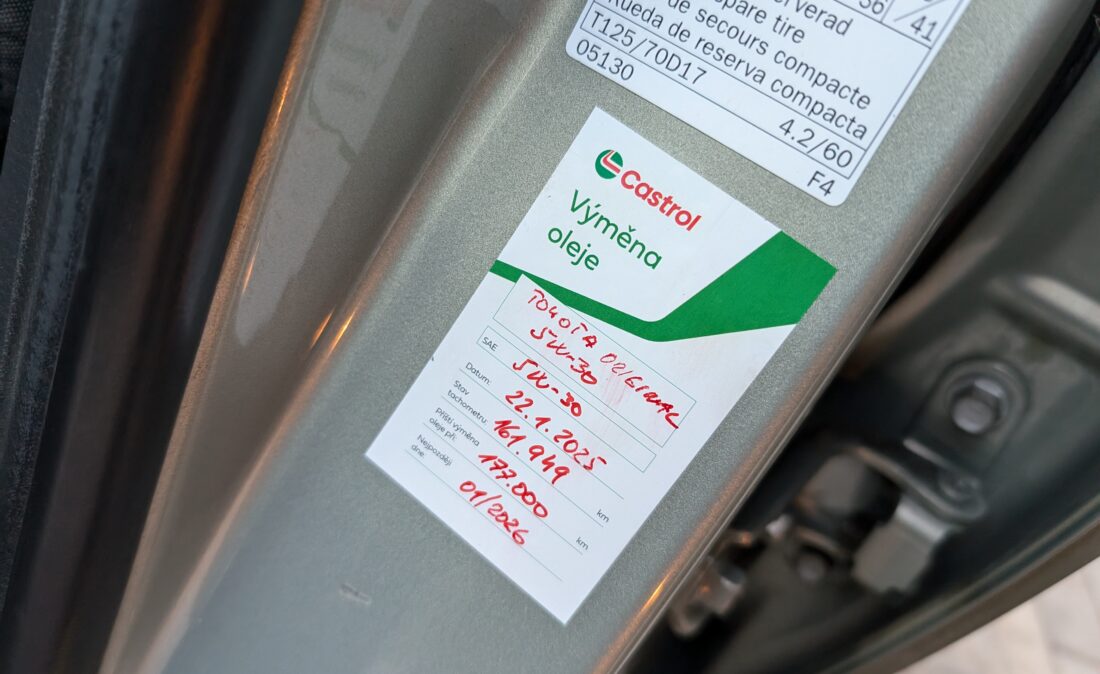 36
/41
erverad
epare tire
de secours compacte
Rueda de reserva compacta
T125/70D17
4.2/60
05130
F4
Castrol
Výměna
oleje
TOYOTA ORIGINAL
5W-30
SAE 5W-30
Datum: 22.1.2025
Stav
tachometru: 161.949 km
Příští výměna
oleje při: 177.000 km
Nejpozději
dne: 01/2026